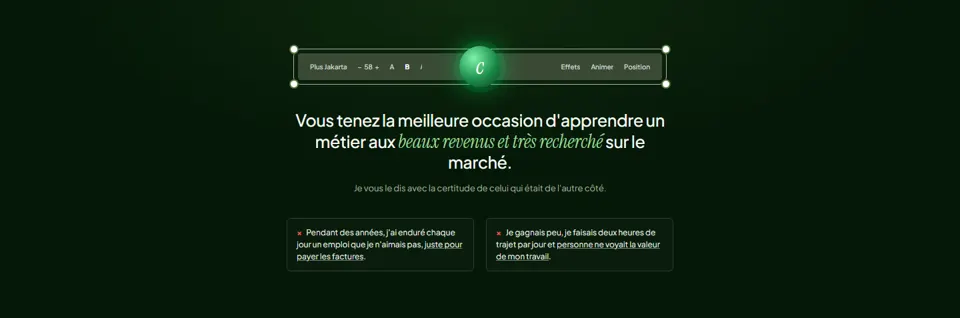 Plus Jakarta – 58 + A B i C Effets Animer Position
Vous tenez la meilleure occasion d'apprendre un
métier aux beaux revenus et très recherché sur le
marché.
Je vous le dis avec la certitude de celui qui était de l'autre côté.
× Pendant des années, j'ai enduré chaque
jour un emploi que je n'aimais pas, juste pour
payer les factures.
× Je gagnais peu, je faisais deux heures de
trajet par jour et personne ne voyait la valeur
de mon travail.